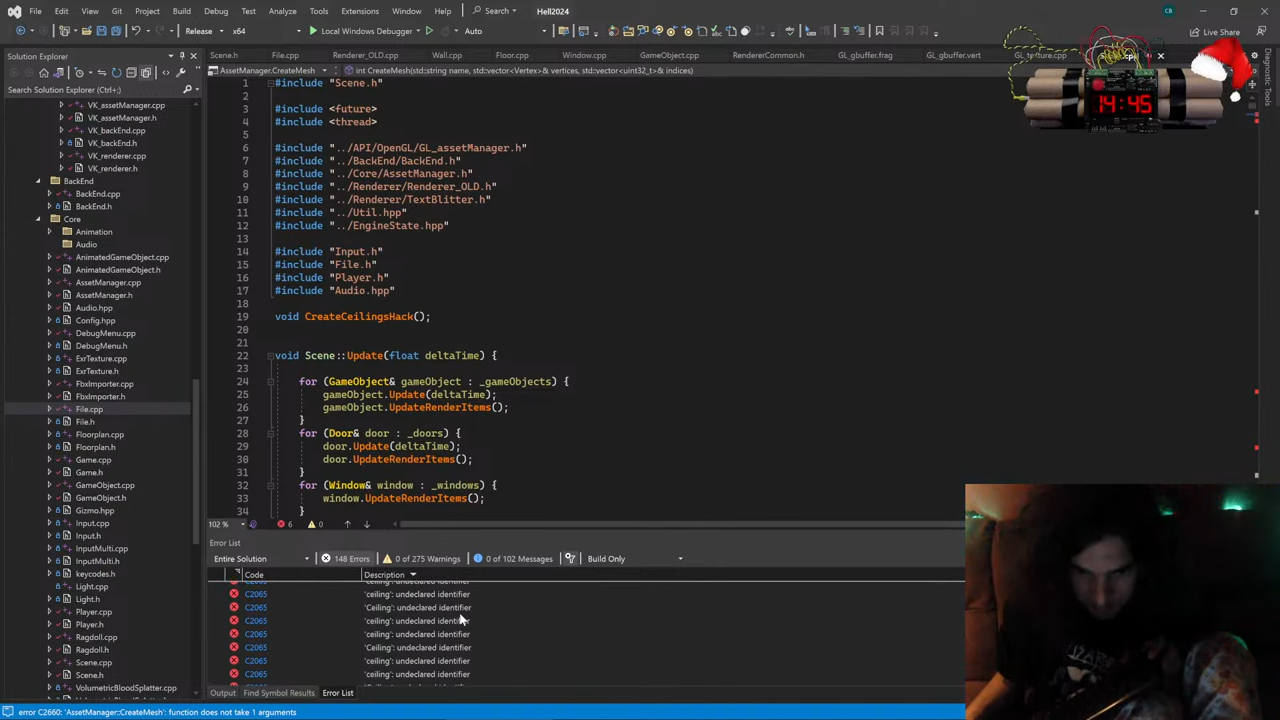 File Edit View Git Project Build Debug Test Analyze Tools Extensions Window Help Search Hell2024 CB
Release x64 Local Windows Debugger Auto Live Share
Solution Explorer
Search Solution Explorer (Ctrl+;)
VK_assetManager.cpp
VK_assetManager.h
VK_backEnd.cpp
VK_backEnd.h
VK_renderer.cpp
VK_renderer.h
BackEnd
BackEnd.cpp
BackEnd.h
Core
Animation
Audio
AnimatedGameObject.cpp
AnimatedGameObject.h
AssetManager.cpp
AssetManager.h
Audio.hpp
Config.hpp
DebugMenu.cpp
DebugMenu.h
ExrTexture.cpp
ExrTexture.h
FbxImporter.cpp
FbxImporter.h
File.cpp
File.h
Floorplan.cpp
Floorplan.h
Game.cpp
Game.h
GameObject.cpp
GameObject.h
Gizmo.hpp
Input.cpp
Input.h
InputMulti.cpp
InputMulti.h
keycodes.h
Light.cpp
Light.h
Player.cpp
Player.h
Ragdoll.cpp
Ragdoll.h
Scene.cpp
Scene.h
VolumetricBloodSplatter.cpp
Scene.h File.cpp Renderer_OLD.cpp Wall.cpp Floor.cpp Window.cpp GameObject.cpp RendererCommon.h GL_gbuffer.frag GL_gbuffer.vert
AssetManager.CreateMesh int CreateMesh(std::string name, std::vector<Vertex>& vertices, std::vector<uint32_t>& indices)
14:45
Diagnostic Tools
1 #include "Scene.h"
2
3 #include <future>
4 #include <thread>
5
6 #include "../API/OpenGL/GL_assetManager.h"
7 #include "../BackEnd/BackEnd.h"
8 #include "../Core/AssetManager.h"
9 #include "../Renderer/Renderer_OLD.h"
10 #include "../Renderer/TextBlitter.h"
11 #include "../Util.hpp"
12 #include "../EngineState.hpp"
13
14 #include "Input.h"
15 #include "File.h"
16 #include "Player.h"
17 #include "Audio.hpp"
18
19 void CreateCeilingsHack();
20
21
22 void Scene::Update(float deltaTime) {
23
24 for (GameObject& gameObject : _gameObjects) {
25 gameObject.Update(deltaTime);
26 gameObject.UpdateRenderItems();
27 }
28 for (Door& door : _doors) {
29 door.Update(deltaTime);
30 door.UpdateRenderItems();
31 }
32 for (Window& window : _windows) {
33 window.UpdateRenderItems();
34 }
102 % 6 0
Error List
Entire Solution 148 Errors 0 of 275 Warnings 0 of 102 Messages Build Only
Code Description
C2065 'ceiling': undeclared identifier
C2065 'ceiling': undeclared identifier
C2065 'Ceiling': undeclared identifier
C2065 'ceiling': undeclared identifier
C2065 'ceiling': undeclared identifier
C2065 'Ceiling': undeclared identifier
C2065 'ceiling': undeclared identifier
C2065 'ceiling': undeclared identifier
Output Find Symbol Results Error List
error C2660: 'AssetManager::CreateMesh': function does not take 1 arguments